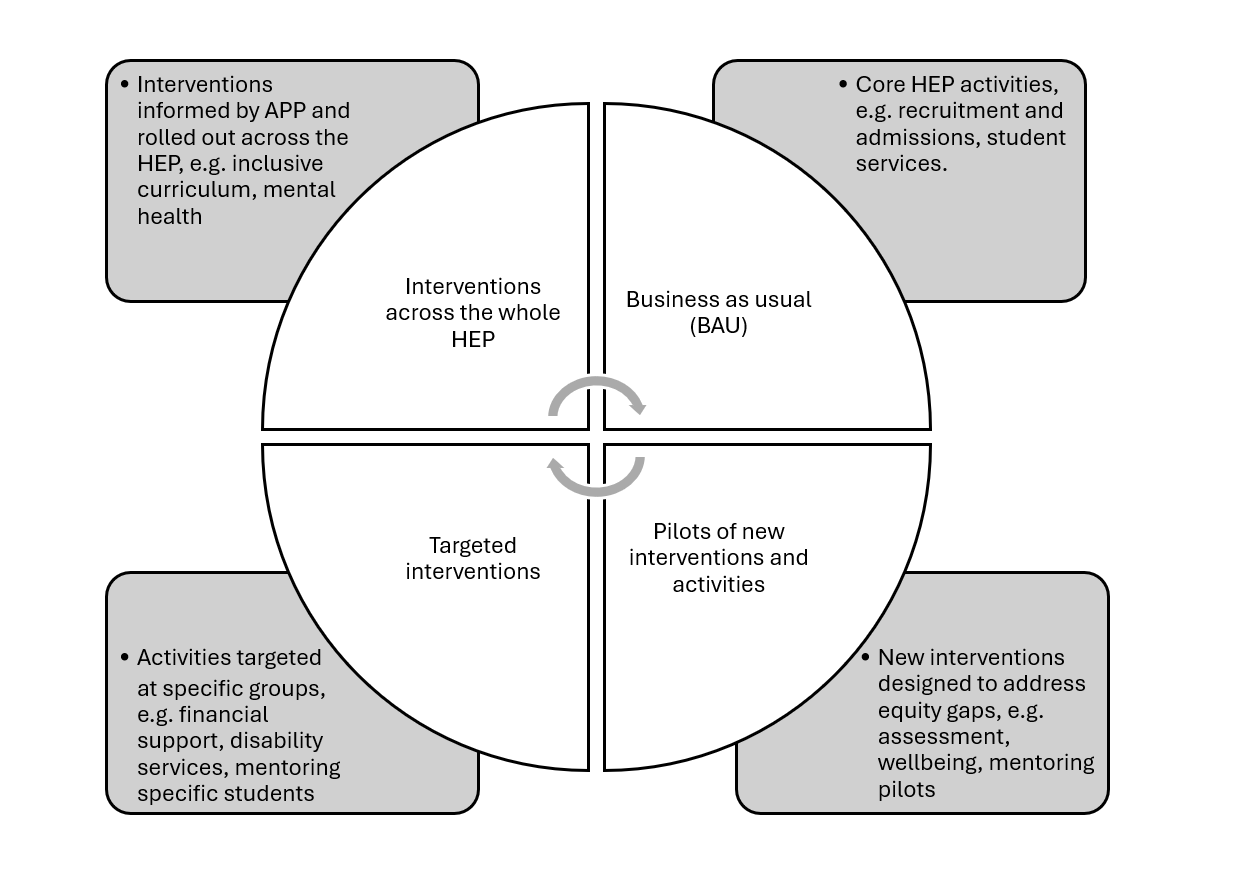 • Interventions
informed by APP and
rolled out across the
HEP, e.g. inclusive
curriculum, mental
health
• Core HEP activities,
e.g. recruitment and
admissions, student
services.
Interventions
across the whole
HEP
Business as usual
(BAU)
Targeted
interventions
Pilots of new
interventions and
activities
• Activities targeted
at specific groups,
e.g. financial
support, disability
services, mentoring
specific students
• New interventions
designed to address
equity gaps, e.g.
assessment,
wellbeing, mentoring
pilots